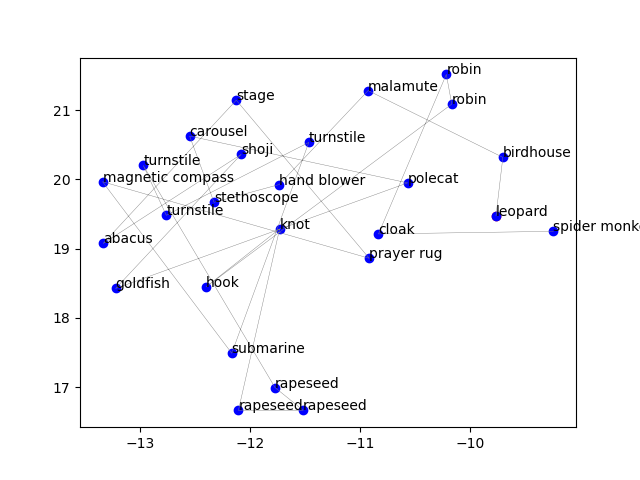 robin
malamute
stage
robin
21
carousel
turnstile
shoji
birdhouse
turnstile
magnetic compass
hand blower
polecat
20
stethoscope
turnstile
leopard
knot
cloak
spider monk
abacus
19
prayer rug
goldfish
hook
18
submarine
rapeseed
17
rapeseed
rapeseed
−13
−12
−11
−10